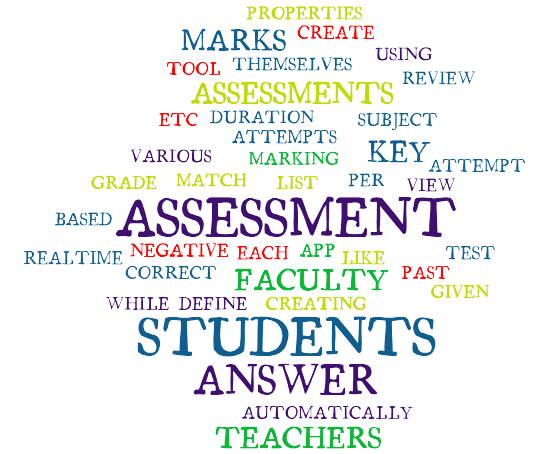 PROPERTIES
MARKS CREATE
USING
TOOL THEMSELVES
REVIEW
ASSESSMENTS
ETC DURATION SUBJECT
ATTEMPTS
VARIOUS MARKING KEY
ATTEMPT
GRADE MATCH LIST PER VIEW
BASED ASSESSMENT
REALTIME NEGATIVE EACH APP LIKE TEST
CORRECT FACULTY PAST
GIVEN
WHILE DEFINE CREATING
STUDENTS
ANSWER
AUTOMATICALLY
TEACHERS